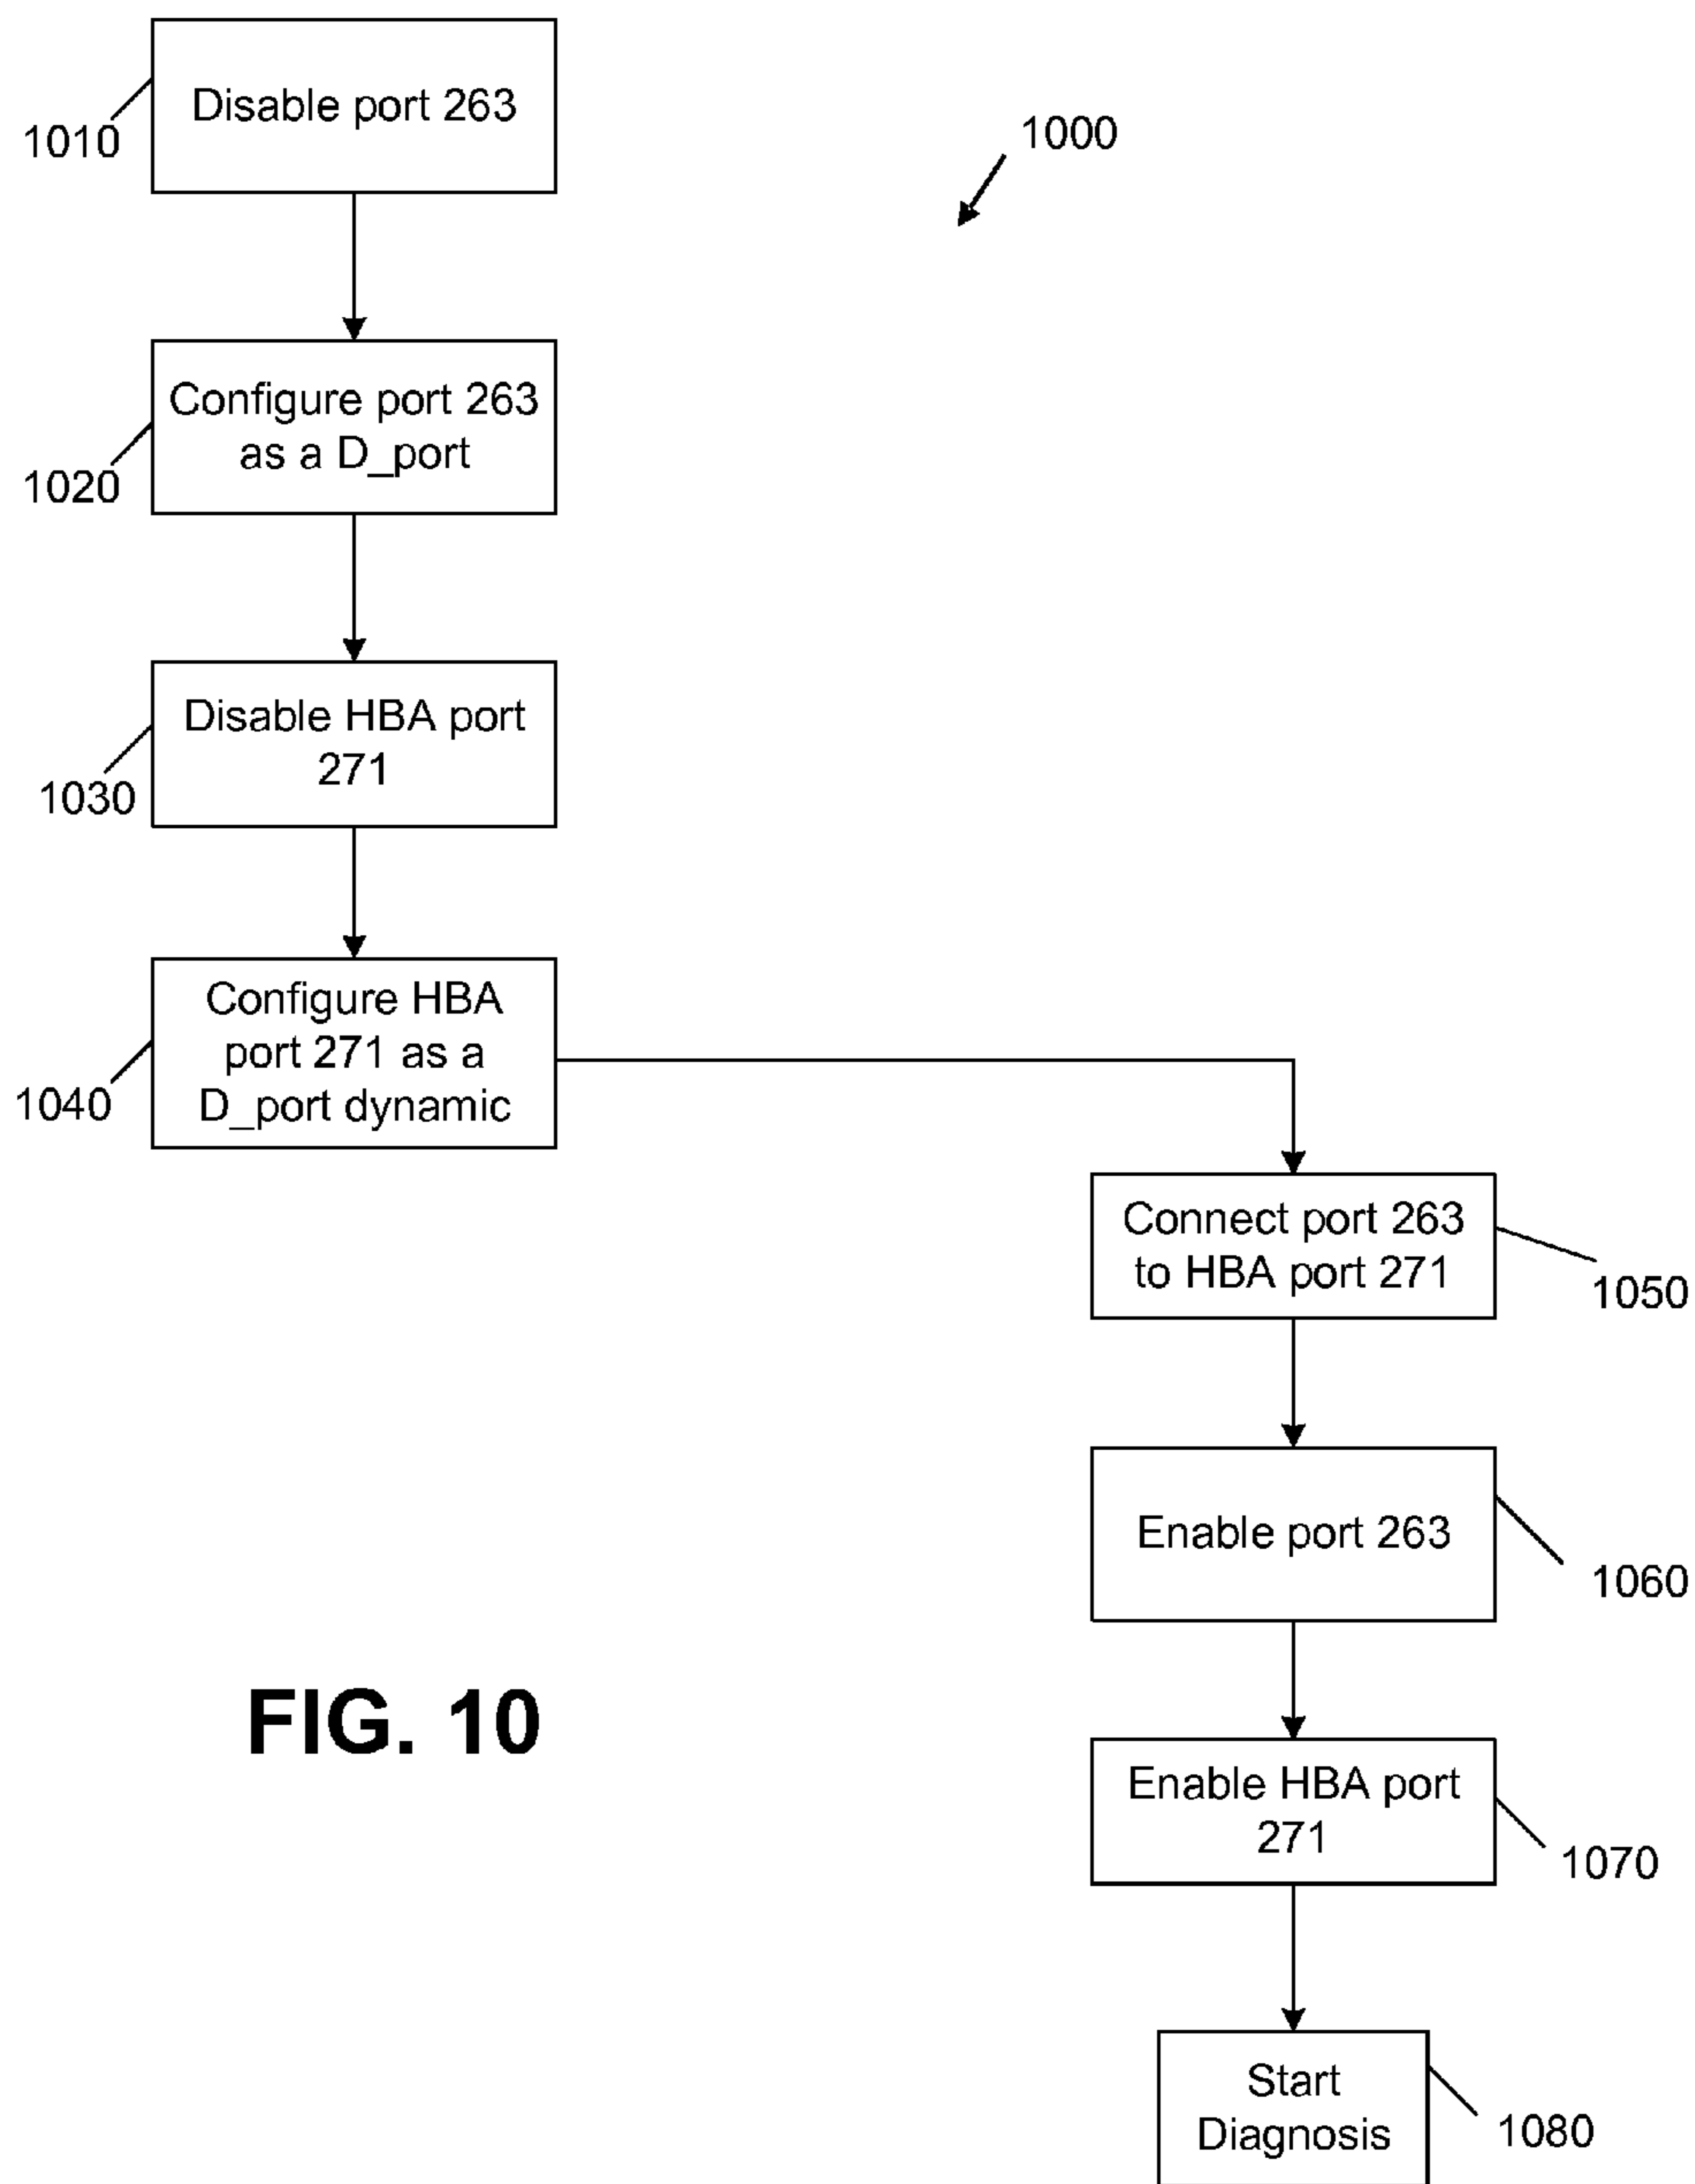 Disable port 263
1010
1000
Configure port 263
as a D_port
1020
Disable HBA port
271
1030
Configure HBA
port 271 as a
D_port dynamic
1040
Connect port 263
to HBA port 271
1050
Enable port 263
1060
Enable HBA port
271
1070
Start
Diagnosis
1080
FIG. 10